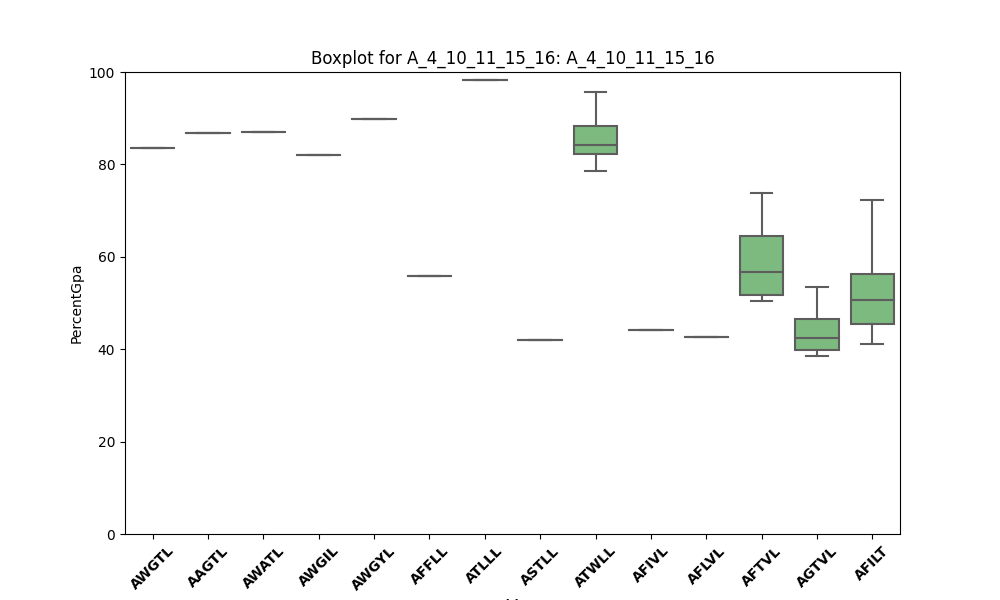 Boxplot for A_4_10_11_15_16: A_4_10_11_15_16
PercentGpa
100
80
60
40
20
0
AWGTL
AAGTL
AWATL
AWGIL
AWGYL
AFFLL
ATLLL
ASTLL
ATWLL
AFIVL
AFLVL
AFTVL
AGTVL
AFILT